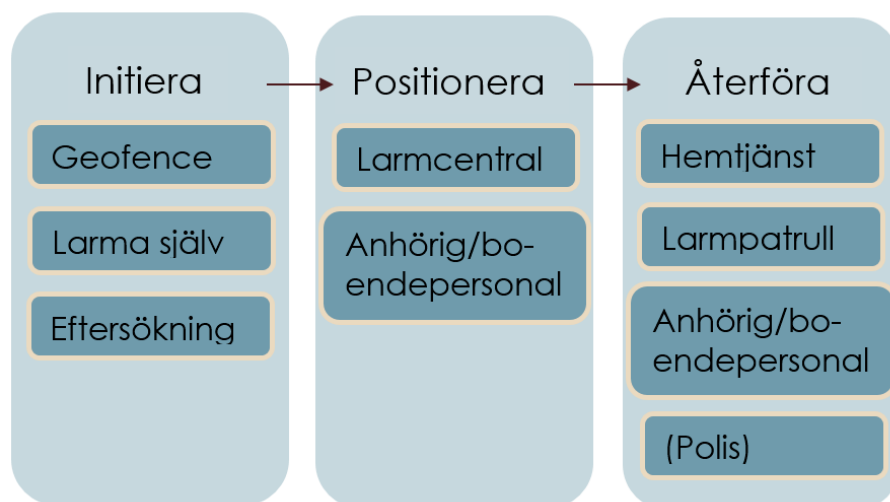 Initiera
Geofence
Larma själv
Eftersökning
Positionera
Larmcentral
Anhörig/bo-
endepersonal
Återföra
Hemtjänst
Larmpatrull
Anhörig/bo-
endepersonal
(Polis)